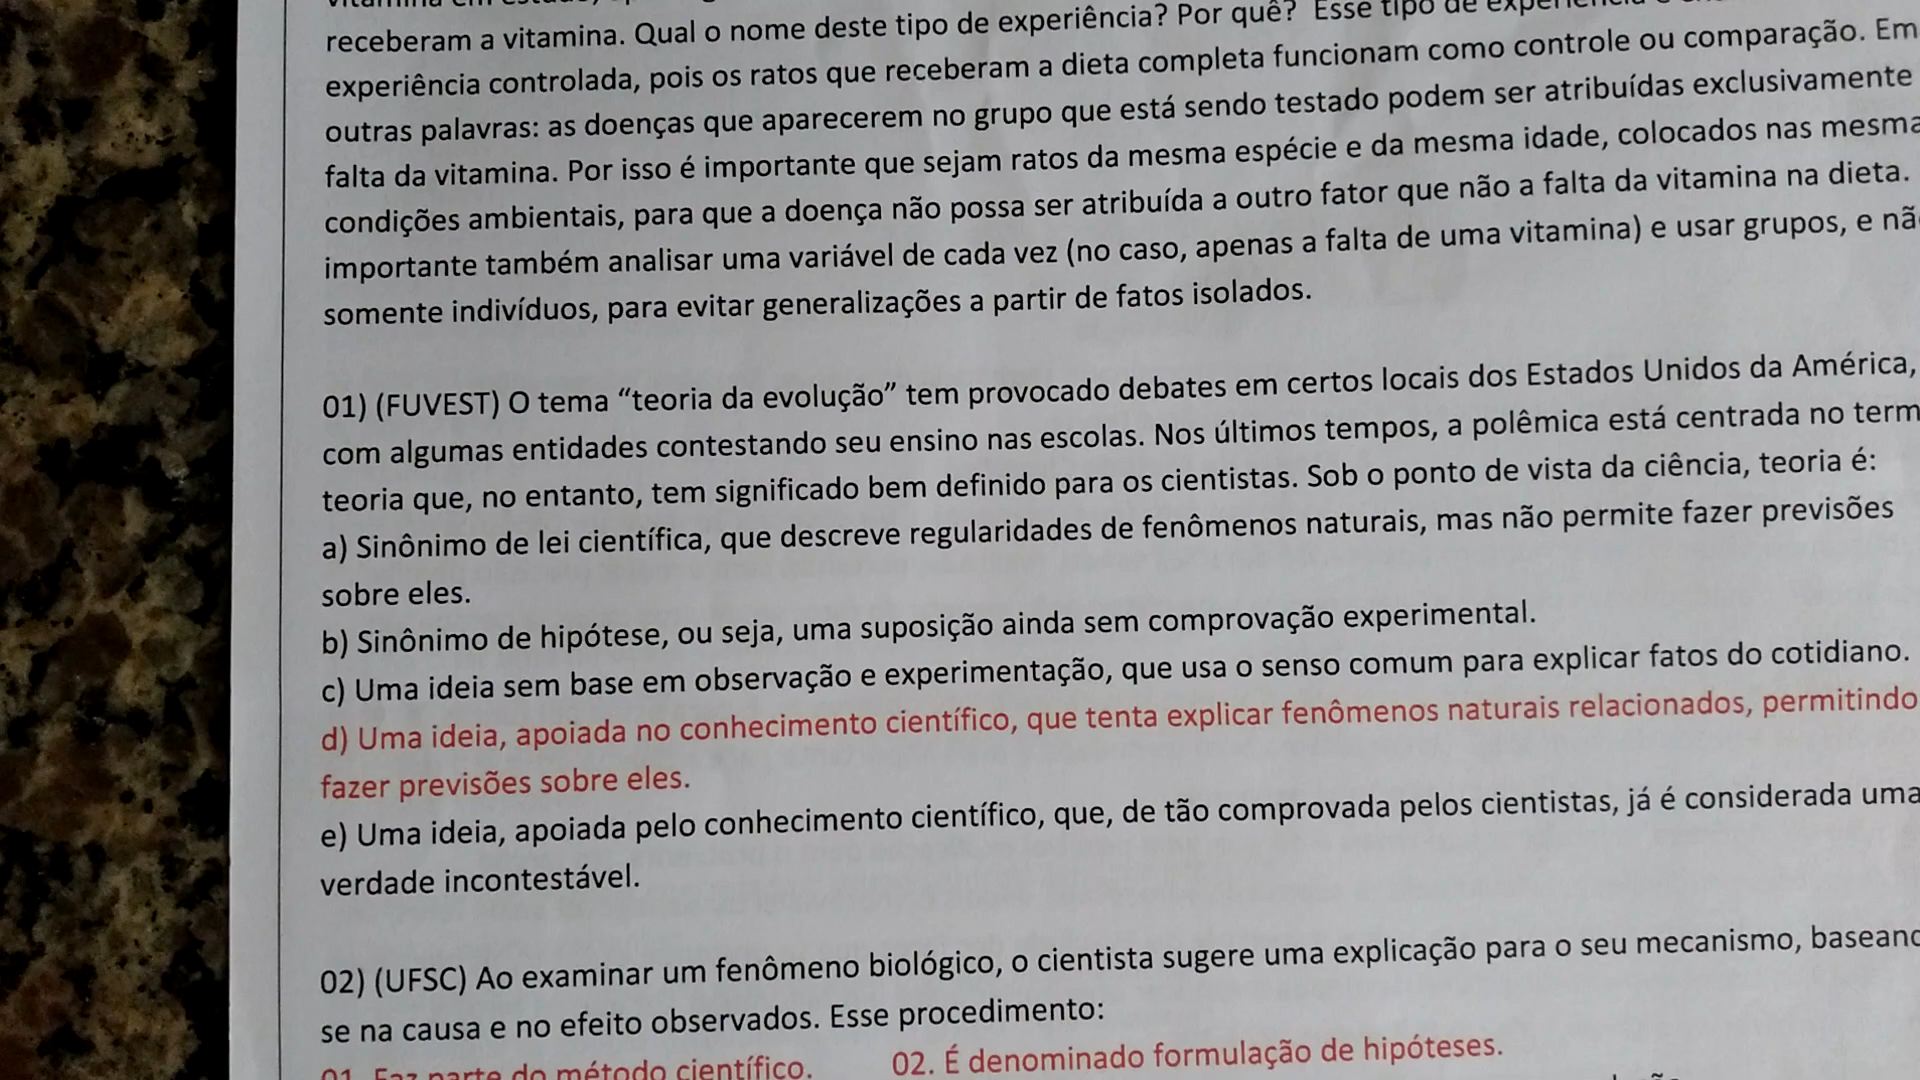 receberam a vitamina. Qual o nome deste tipo de experiência? Por quê? Esse tipo de
experiência controlada, pois os ratos que receberam a dieta completa funcionam como controle ou comparação. Em
outras palavras: as doenças que aparecerem no grupo que está sendo testado podem ser atribuídas exclusivamente
falta da vitamina. Por isso é importante que sejam ratos da mesma espécie e da mesma idade, colocados nas
condições ambientais, para que a doença não possa ser atribuída a outro fator que não a falta da vitamina na dieta.
importante também analisar uma variável de cada vez (no caso, apenas a falta de uma vitamina) e usar grupos, e
somente indivíduos, para evitar generalizações a partir de fatos isolados.
01) (FUVEST) O tema “teoria da evolução” tem provocado debates em certos locais dos Estados Unidos da América,
com algumas entidades contestando seu ensino nas escolas. Nos últimos tempos, a polêmica está centrada no
teoria que, no entanto, tem significado bem definido para os cientistas. Sob o ponto de vista da ciência, teoria é:
a) Sinônimo de lei científica, que descreve regularidades de fenômenos naturais, mas não permite fazer previsões
sobre eles.
b) Sinônimo de hipótese, ou seja, uma suposição ainda sem comprovação experimental.
c) Uma ideia sem base em observação e experimentação, que usa o senso comum para explicar fatos do cotidiano.
d) Uma ideia, apoiada no conhecimento científico, que tenta explicar fenômenos naturais relacionados, permitindo
fazer previsões sobre eles.
e) Uma ideia, apoiada pelo conhecimento científico, que, de tão comprovada pelos cientistas, já é considerada uma
verdade incontestável.
02) (UFSC) Ao examinar um fenômeno biológico, o cientista sugere uma explicação para o seu mecanismo,
se na causa e no efeito observados. Esse procedimento:
01. Faz parte do método científico. 02. É denominado formulação de hipóteses.